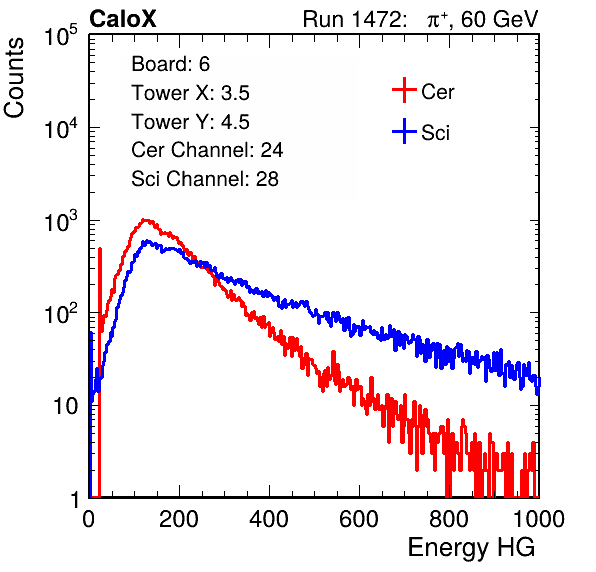 CaloX Run 1472: π⁺, 60 GeV
Counts
Board: 6
Tower X: 3.5
Tower Y: 4.5
Cer Channel: 24
Sci Channel: 28
Cer
Sci
10⁵
10⁴
10³
10²
10
1
0 200 400 600 800 1000
Energy HG